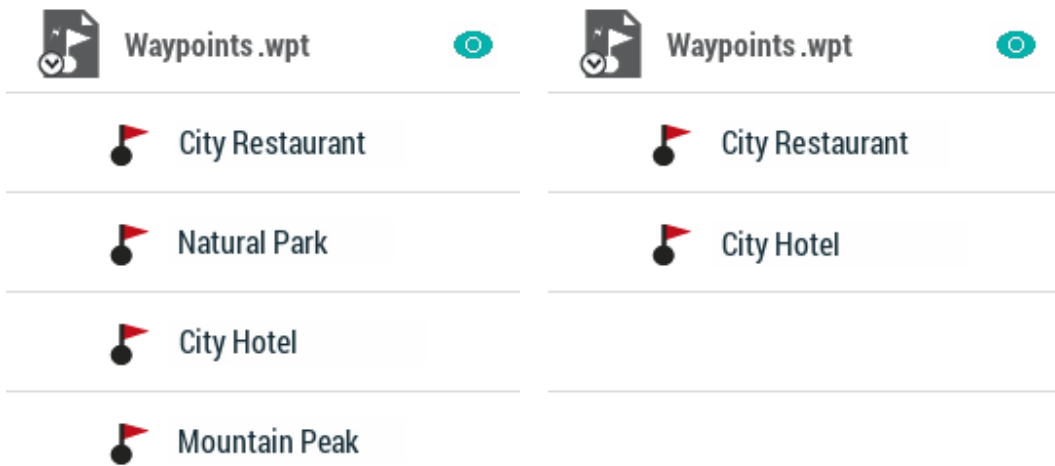 Waypoints.wpt
City Restaurant
Natural Park
City Hotel
Mountain Peak
Waypoints.wpt
City Restaurant
City Hotel